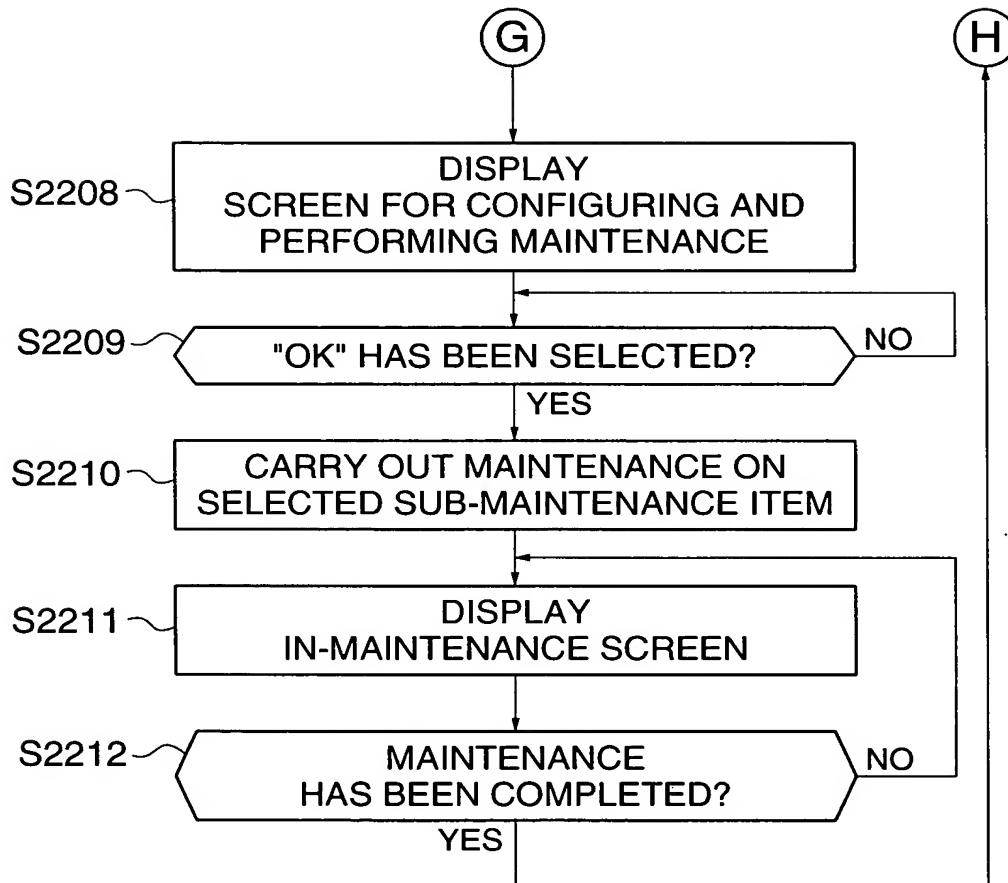 G
H
S2208
DISPLAY
SCREEN FOR CONFIGURING AND
PERFORMING MAINTENANCE
S2209
"OK" HAS BEEN SELECTED?
NO
YES
S2210
CARRY OUT MAINTENANCE ON
SELECTED SUB-MAINTENANCE ITEM
S2211
DISPLAY
IN-MAINTENANCE SCREEN
S2212
MAINTENANCE
HAS BEEN COMPLETED?
NO
YES